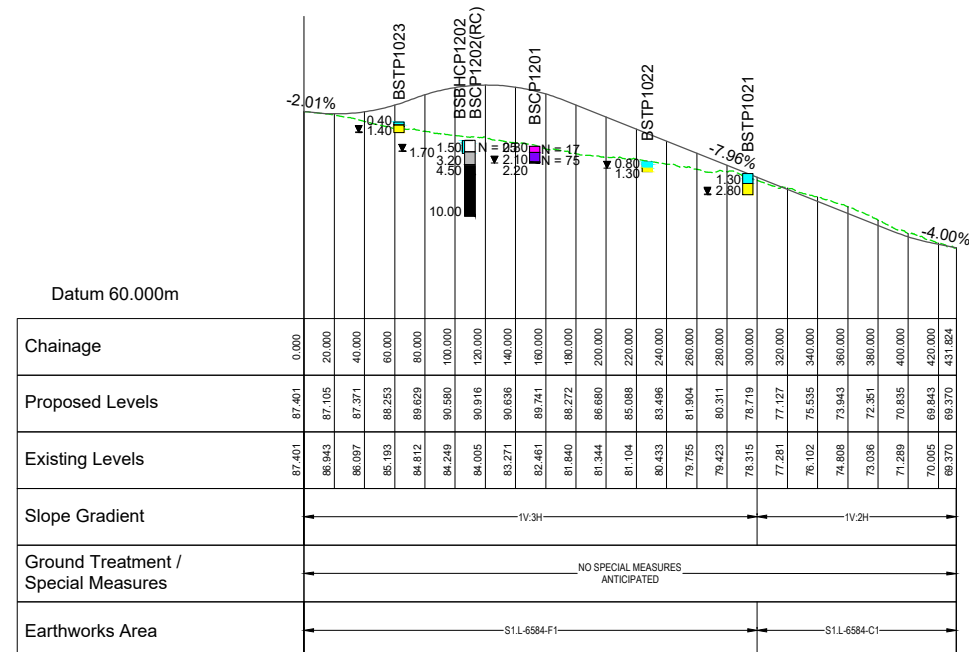 BSTP1023
BSBHCP1202
BSCP1202(RC)
BSCP1201
BSTP1022
BSTP1021
-2.01%
-7.96%
-4.00%
0.40
1.40
1.70
1.50
3.20
4.50
10.00
N = 25
0.80
N = 17
2.10
N = 75
2.20
0.80
1.30
1.30
2.80
Datum 60.000m
Chainage 0.000 20.000 40.000 60.000 80.000 100.000 120.000 140.000 160.000 180.000 200.000 220.000 240.000 260.000 280.000 300.000 320.000 340.000 360.000 380.000 400.000 420.000 431.824
Proposed Levels 87.401 87.105 87.371 88.253 89.629 90.580 90.916 90.636 89.741 88.272 86.680 85.088 83.496 81.904 80.311 78.719 77.127 75.535 73.943 72.351 70.835 69.843 69.370
Existing Levels 87.401 86.943 86.097 85.193 84.812 84.249 84.005 83.271 82.461 81.840 81.344 81.104 80.433 79.755 79.423 78.315 77.281 76.102 74.808 73.036 71.289 70.005 69.370
Slope Gradient 1V:3H 1V:2H
Ground Treatment /
Special Measures
NO SPECIAL MEASURES
ANTICIPATED
Earthworks Area S1.L-6584-F1 S1.L-6584-C1